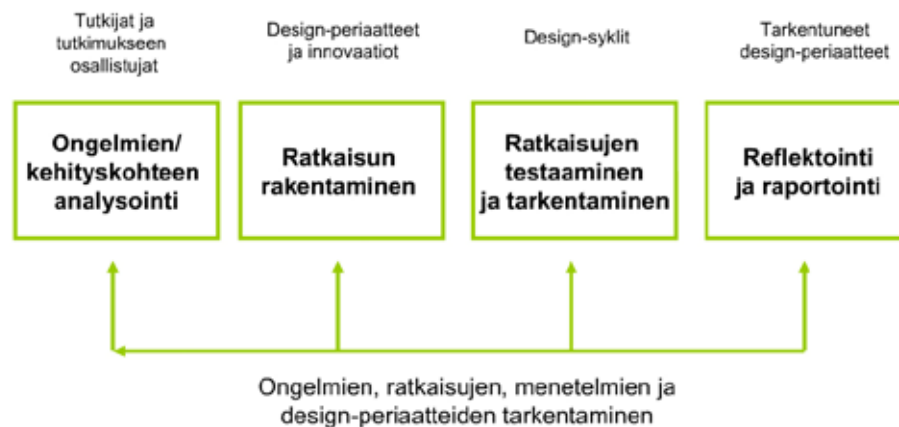 Tutkijat ja
tutkimukseen
osallistujat
Design-periaatteet
ja innovaatiot
Design-syklit
Tarkentuneet
design-periaatteet
Ongelmien/
kehityskohteen
analysointi
Ratkaisun
rakentaminen
Ratkaisujen
testaaminen
ja tarkentaminen
Reflektointi
ja raportointi
Ongelmien, ratkaisujen, menetelmien ja
design-periaatteiden tarkentaminen